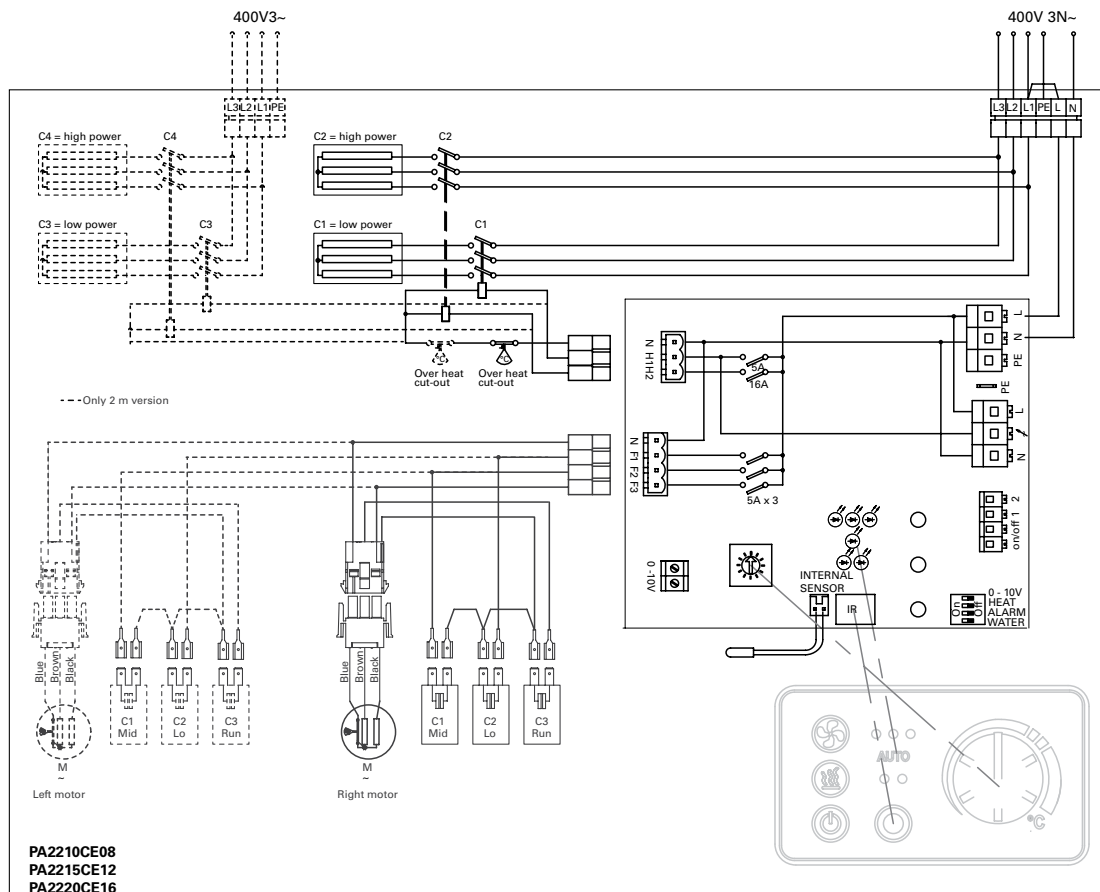 400V3~
400V 3N~
L3 L2 L1 PE
L3 L2 L1 PE L N
C4 = high power
C4
C2 = high power
C2
C3 = low power
C3
C1 = low power
C1
°C
°C
Over heat
cut-out
Over heat
cut-out
Only 2 m version
N H1 H2
5A
16A
L
N
PE
PE
L
N
N F1 F2 F3
5A x 3
on/off 1 2
0 -10V
INTERNAL
SENSOR
IR
On
Off
0 - 10V
HEAT
ALARM
WATER
Blue
Brown
Black
C1
Mid
C2
Lo
C3
Run
M
~
Left motor
Blue
Brown
Black
C1
Mid
C2
Lo
C3
Run
M
~
Right motor
AUTO
°C
PA2210CE08
PA2215CE12
PA2220CE16